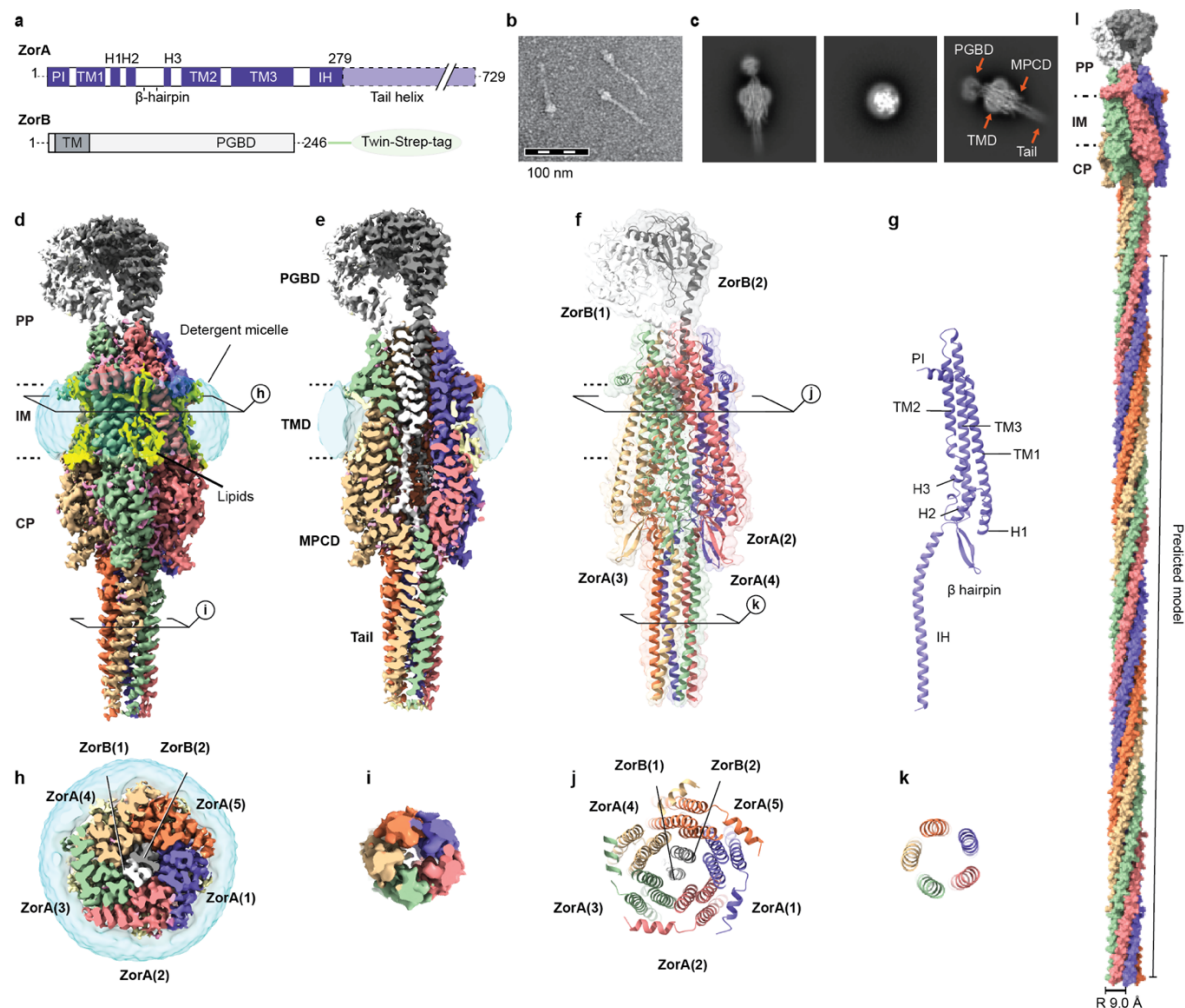 a
ZorA
H1H2
H3
279
1
PI
TM1
TM2
TM3
IH
729
β-hairpin
Tail helix
ZorB
1
TM
PGBD
246
Twin-Strep-tag
b
100 nm
c
PGBD
MPCD
TMD
Tail
l
PP
IM
CP
Predicted model
R 9.0 Å
d
PP
Detergent micelle
h
IM
Lipids
CP
i
e
PGBD
TMD
MPCD
Tail
f
ZorB(1)
ZorB(2)
j
ZorA(2)
ZorA(3)
ZorA(4)
k
g
PI
TM2
TM3
TM1
H3
H2
H1
β hairpin
IH
h
ZorB(1)
ZorB(2)
ZorA(4)
ZorA(5)
ZorA(3)
ZorA(1)
ZorA(2)
i
j
ZorB(1)
ZorB(2)
ZorA(4)
ZorA(5)
ZorA(3)
ZorA(1)
ZorA(2)
k